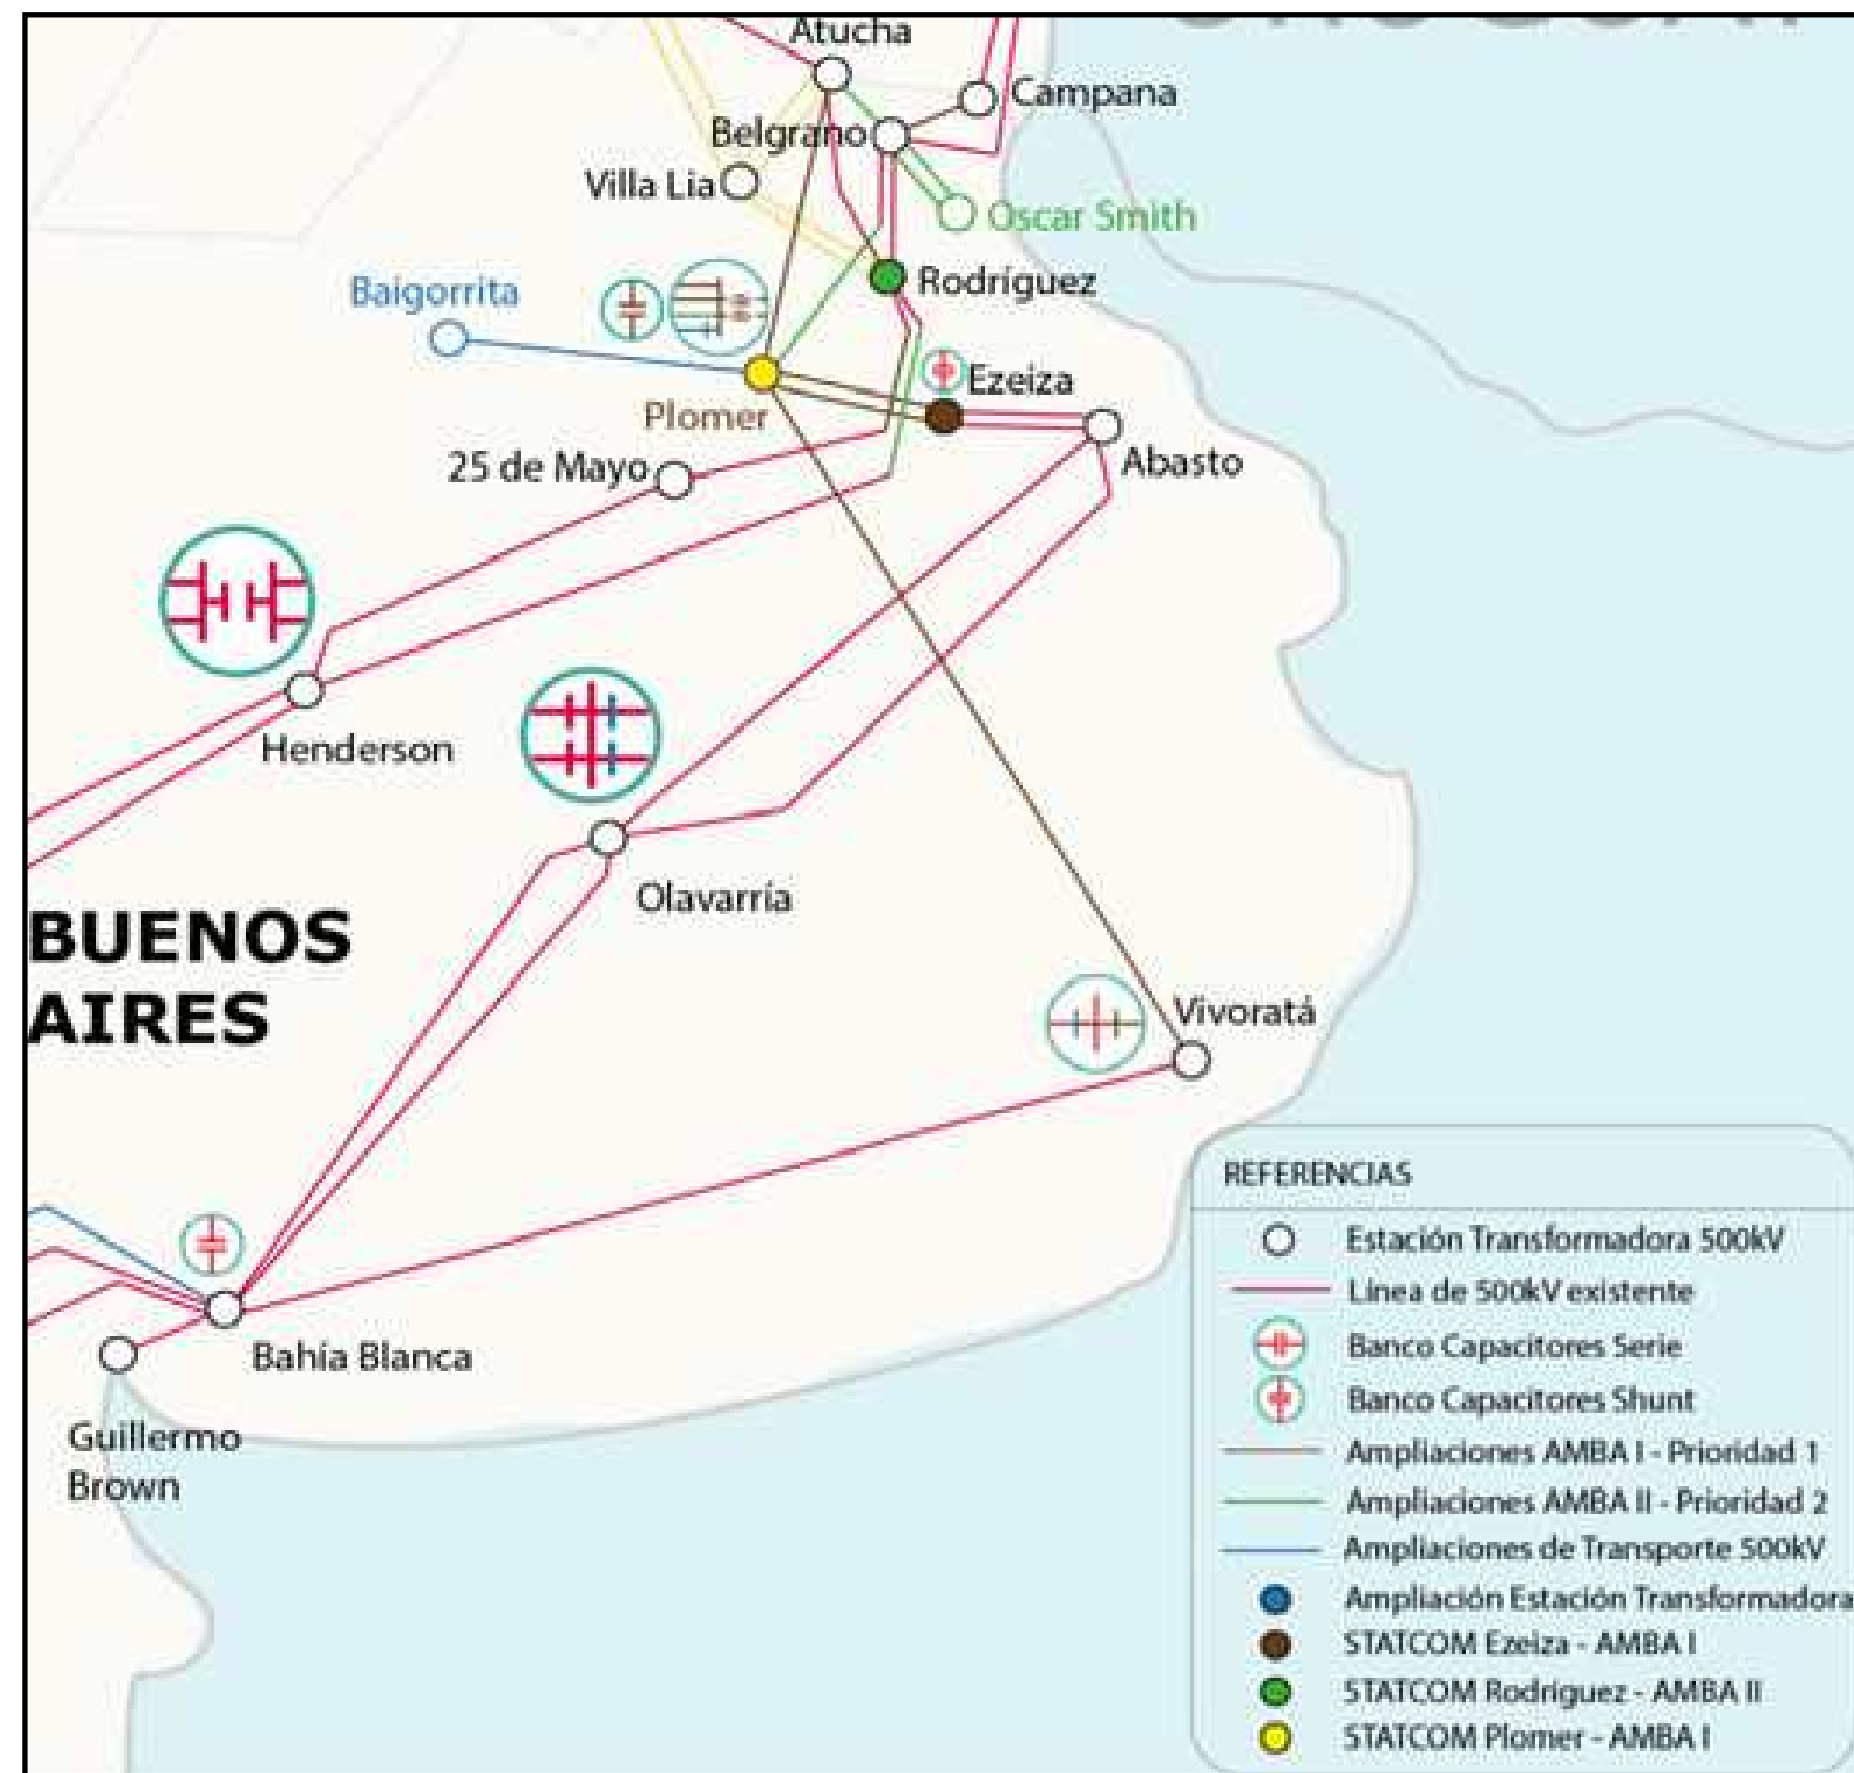 Atucha
Campana
Belgrano
Villa Lia
Oscar Smith
Baigorrita
Rodríguez
Ezeiza
Plomer
25 de Mayo
Abasto
Henderson
Olavarría
BUENOS
AIRES
Vivoratá
REFERENCIAS
Estación Transformadora 500kV
Línea de 500kV existente
Banco Capacitores Serie
Banco Capacitores Shunt
Ampliaciones AMBA I - Prioridad 1
Ampliaciones AMBA II - Prioridad 2
Ampliaciones de Transporte 500kV
Ampliación Estación Transformadora
STATCOM Ezeiza - AMBA I
STATCOM Rodriguez - AMBA II
STATCOM Plomer - AMBA I
Bahía Blanca
Guillermo
Brown